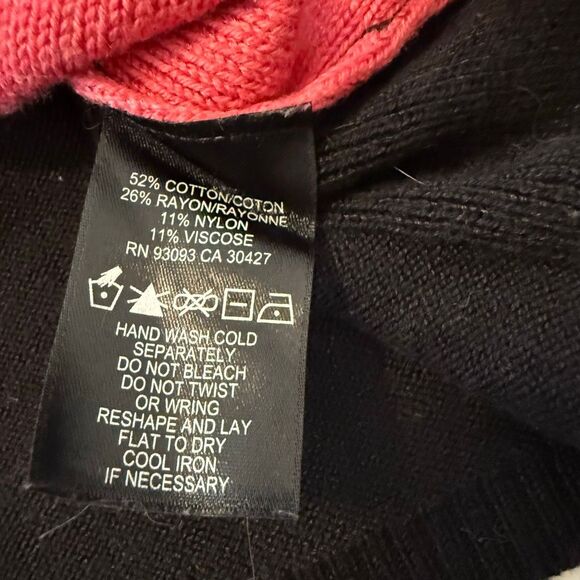 52% COTTON/COTON
26% RAYON/RAYONNE
11% NYLON
11% VISCOSE
RN 93093 CA 30427
HAND WASH COLD
SEPARATELY
DO NOT BLEACH
DO NOT TWIST
OR WRING
RESHAPE AND LAY
FLAT TO DRY
COOL IRON
IF NECESSARY